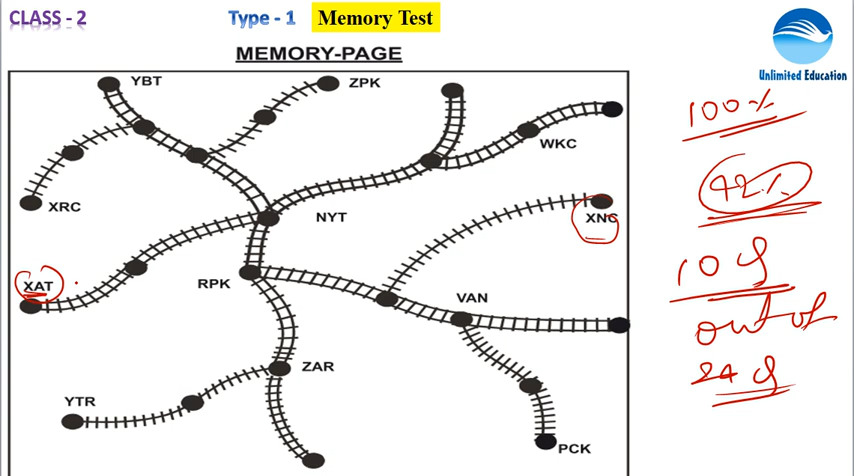 CLASS - 2
Type - 1
Memory Test
Unlimited Education
MEMORY-PAGE
YBT
ZPK
WKC
XRC
NYT
XNC
XAT
RPK
VAN
ZAR
YTR
PCK
100%
42%
10 Q
out of
24 Q